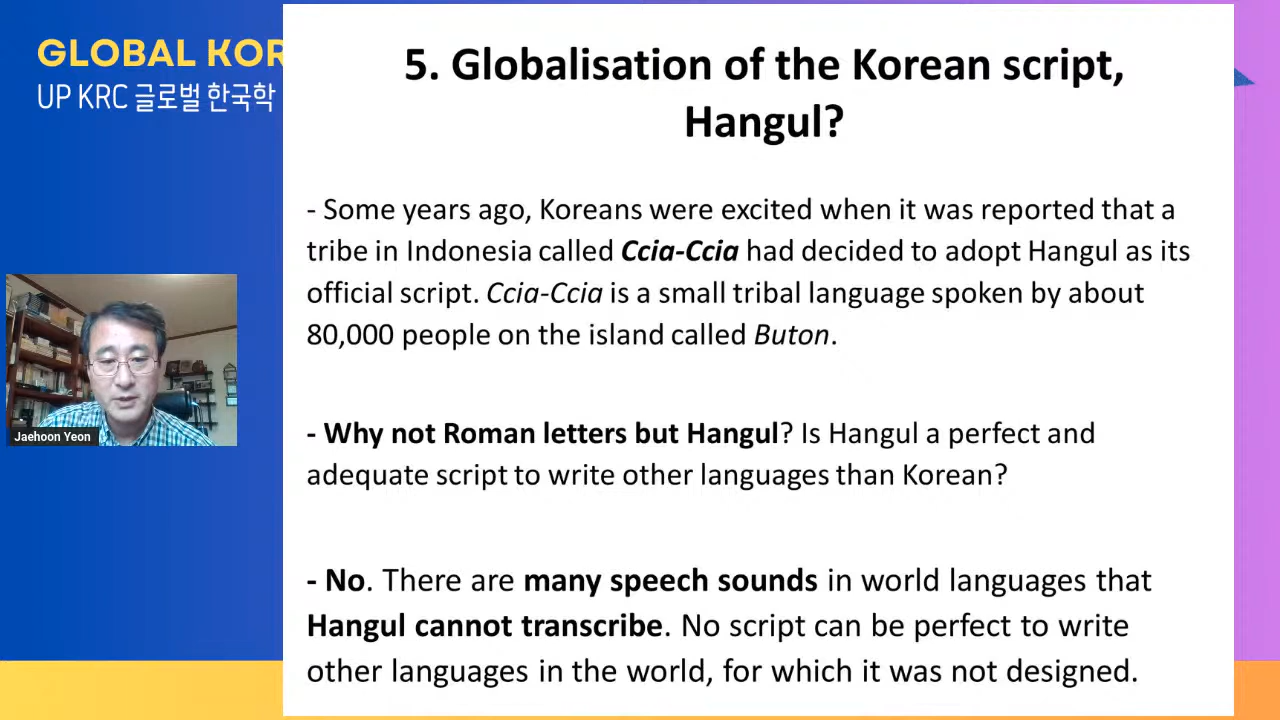 GLOBAL KOR
UP KRC 글로벌 한국학
5. Globalisation of the Korean script,
Hangul?
- Some years ago, Koreans were excited when it was reported that a
tribe in Indonesia called Ccia-Ccia had decided to adopt Hangul as its
official script. Ccia-Ccia is a small tribal language spoken by about
80,000 people on the island called Buton.
- Why not Roman letters but Hangul? Is Hangul a perfect and
adequate script to write other languages than Korean?
- No. There are many speech sounds in world languages that
Hangul cannot transcribe. No script can be perfect to write
other languages in the world, for which it was not designed.
Jaehoon Yeon